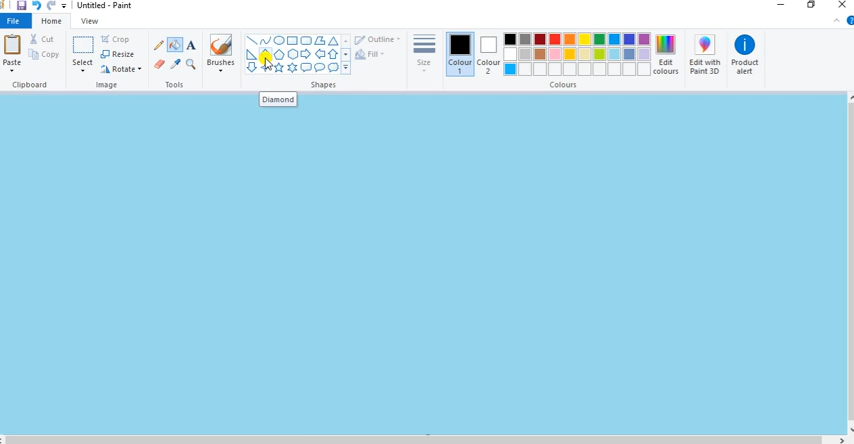 Untitled - Paint
File Home View
Paste
Cut
Copy
Clipboard
Select
Crop
Resize
Rotate
Image
A
Tools
Brushes
Outline
Fill
Shapes
Diamond
Size
Colour 1
Colour 2
Edit colours
Colours
Edit with Paint 3D
Product alert